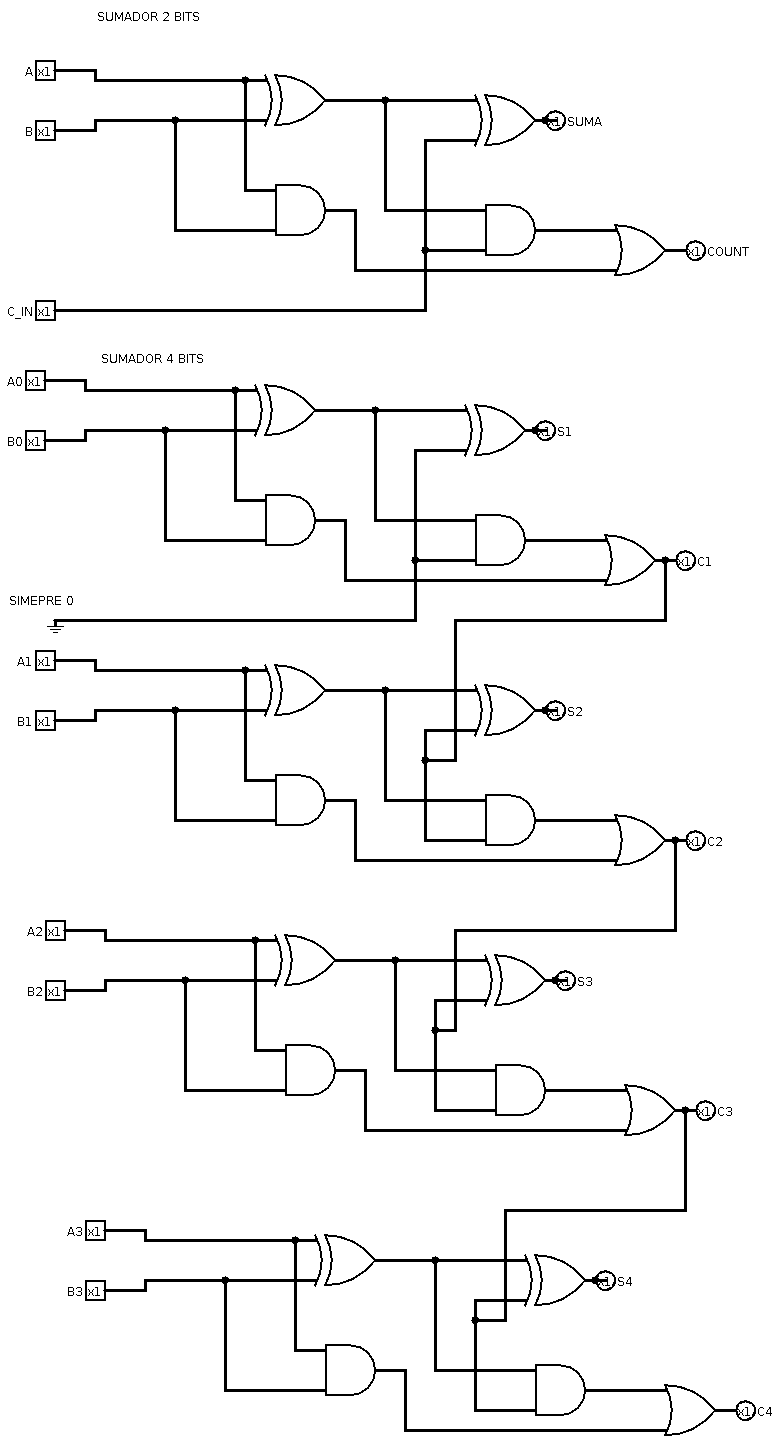 SUMADOR 2 BITS
A x1
x1 SUMA
B x1
x1 COUNT
C_IN x1
SUMADOR 4 BITS
A0 x1
x1 S1
B0 x1
x1 C1
SIMEPRE 0
A1 x1
x1 S2
B1 x1
x1 C2
A2 x1
x1 S3
B2 x1
x1 C3
A3 x1
x1 S4
B3 x1
x1 C4